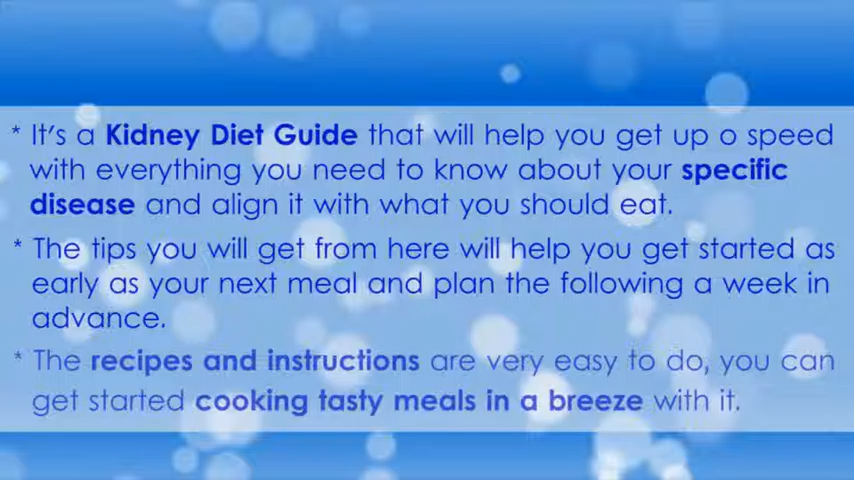 * It's a Kidney Diet Guide that will help you get up o speed
with everything you need to know about your specific
disease and align it with what you should eat.
* The tips you will get from here will help you get started as
early as your next meal and plan the following a week in
advance.
* The recipes and instructions are very easy to do, you can
get started cooking tasty meals in a breeze with it.